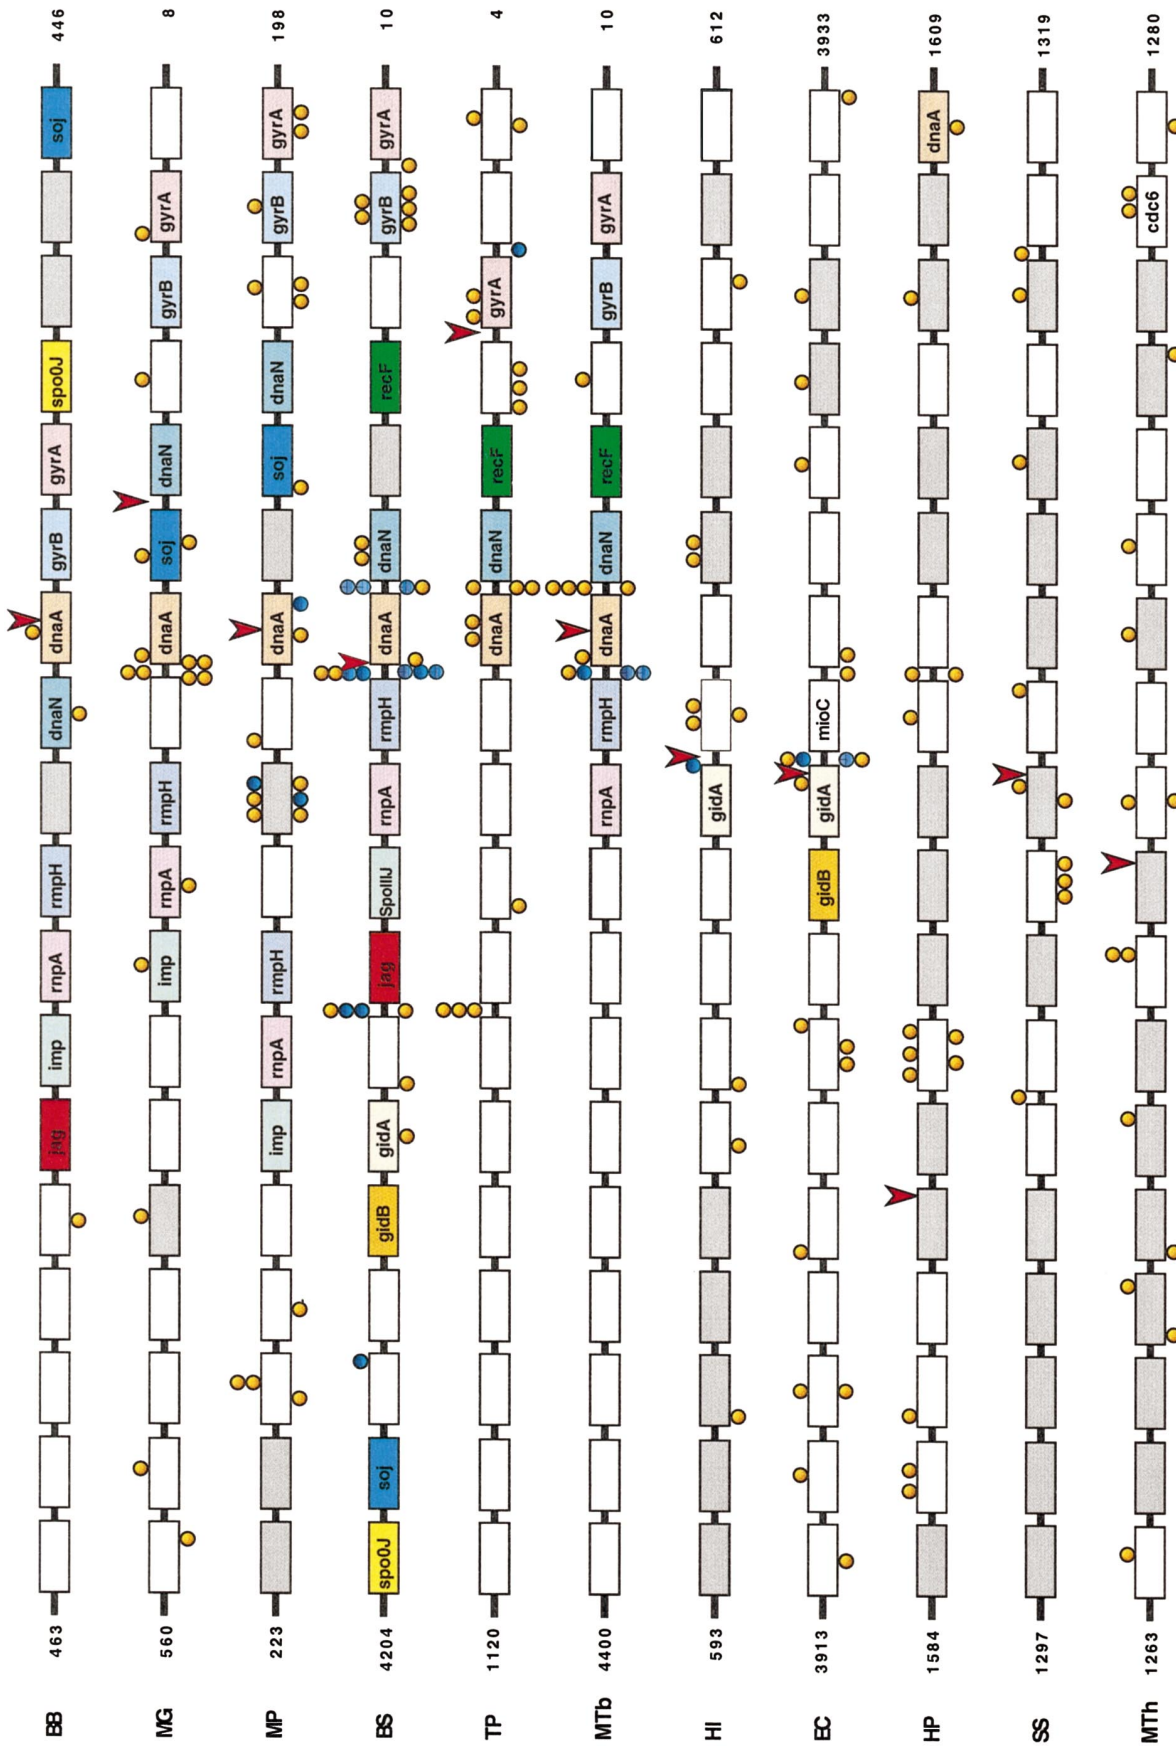 BB 463 jag imp rnpA rmpH dnaN dnaA gyrB gyrA spo0J soj 446
MG 560 imp rnpA rmpH dnaA soj dnaN gyrB gyrA 8
MP 223 imp rnpA rmpH dnaA soj dnaN gyrB gyrA 198
BS 4204 spo0J soj gidB gidA jag SpoIIIJ rnpA rmpH dnaA dnaN recF gyrB gyrA 10
TP 1120 dnaA dnaN recF gyrA 4
MTb 4400 rnpA rmpH dnaA dnaN recF gyrB gyrA 10
HI 593 gidA 612
EC 3913 gidB gidA mioC 3933
HP 1584 dnaA 1609
SS 1297 1319
MTh 1263 cdc6 1280